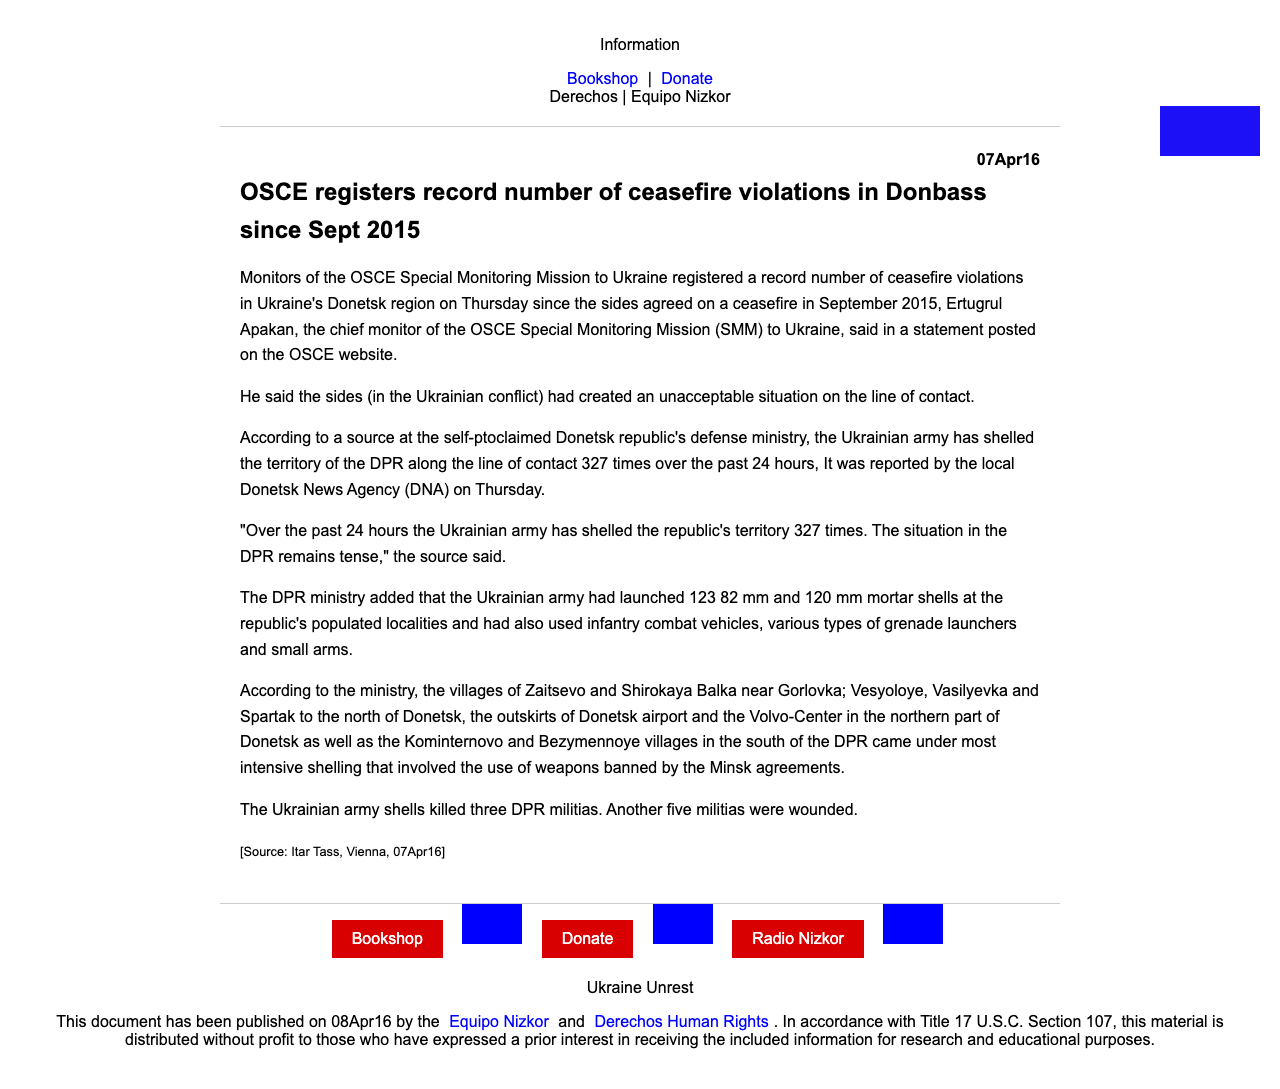 Information
Bookshop | Donate
Derechos | Equipo Nizkor
07Apr16
OSCE registers record number of ceasefire violations in Donbass
since Sept 2015
Monitors of the OSCE Special Monitoring Mission to Ukraine registered a record number of ceasefire violations
in Ukraine's Donetsk region on Thursday since the sides agreed on a ceasefire in September 2015, Ertugrul
Apakan, the chief monitor of the OSCE Special Monitoring Mission (SMM) to Ukraine, said in a statement posted
on the OSCE website.
He said the sides (in the Ukrainian conflict) had created an unacceptable situation on the line of contact.
According to a source at the self-ptoclaimed Donetsk republic's defense ministry, the Ukrainian army has shelled
the territory of the DPR along the line of contact 327 times over the past 24 hours, It was reported by the local
Donetsk News Agency (DNA) on Thursday.
"Over the past 24 hours the Ukrainian army has shelled the republic's territory 327 times. The situation in the
DPR remains tense," the source said.
The DPR ministry added that the Ukrainian army had launched 123 82 mm and 120 mm mortar shells at the
republic's populated localities and had also used infantry combat vehicles, various types of grenade launchers
and small arms.
According to the ministry, the villages of Zaitsevo and Shirokaya Balka near Gorlovka; Vesyoloye, Vasilyevka and
Spartak to the north of Donetsk, the outskirts of Donetsk airport and the Volvo-Center in the northern part of
Donetsk as well as the Kominternovo and Bezymennoye villages in the south of the DPR came under most
intensive shelling that involved the use of weapons banned by the Minsk agreements.
The Ukrainian army shells killed three DPR militias. Another five militias were wounded.
[Source: Itar Tass, Vienna, 07Apr16]
Bookshop Donate Radio Nizkor
Ukraine Unrest
This document has been published on 08Apr16 by the Equipo Nizkor and Derechos Human Rights . In accordance with Title 17 U.S.C. Section 107, this material is
distributed without profit to those who have expressed a prior interest in receiving the included information for research and educational purposes.